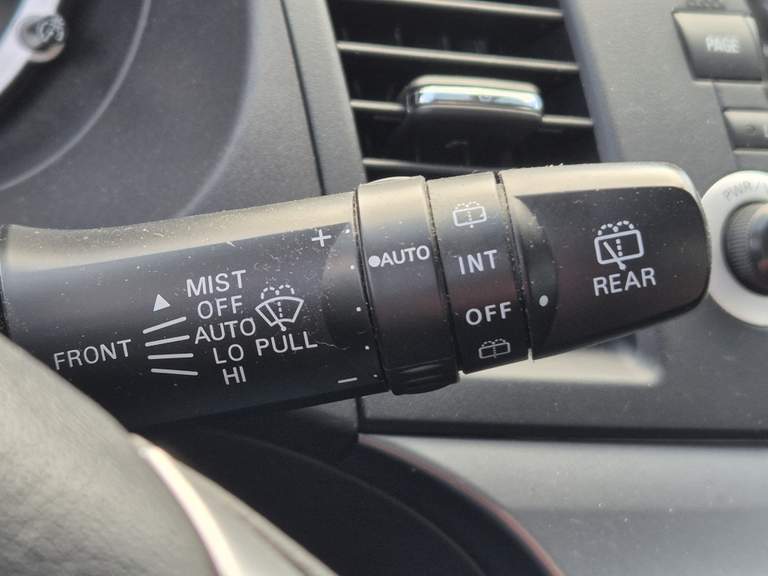 PAGE
PWR/
+
●AUTO
INT
OFF
REAR
MIST
OFF
AUTO
FRONT
LO PULL
HI
−